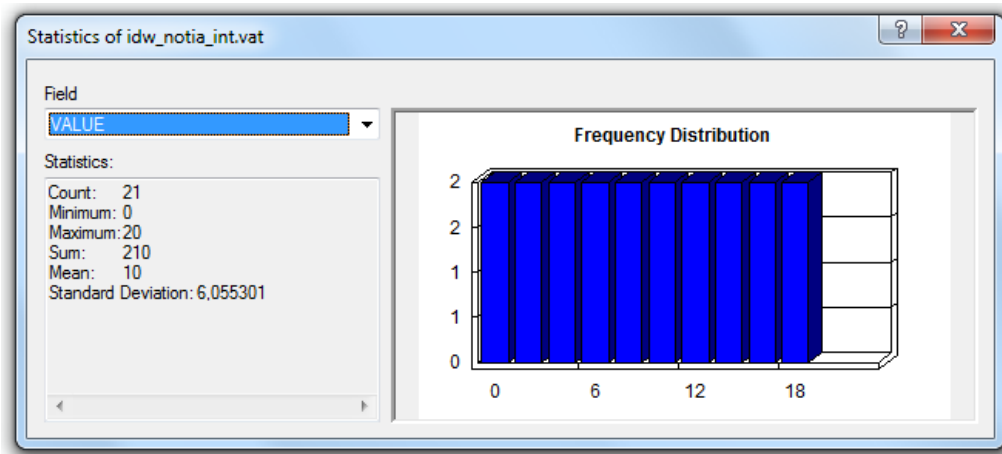 Statistics of idw_notia_int.vat
?
x
Field
VALUE
Statistics:
Count: 21
Minimum: 0
Maximum: 20
Sum: 210
Mean: 10
Standard Deviation: 6,055301
Frequency Distribution
2
2
1
1
0
0 6 12 18